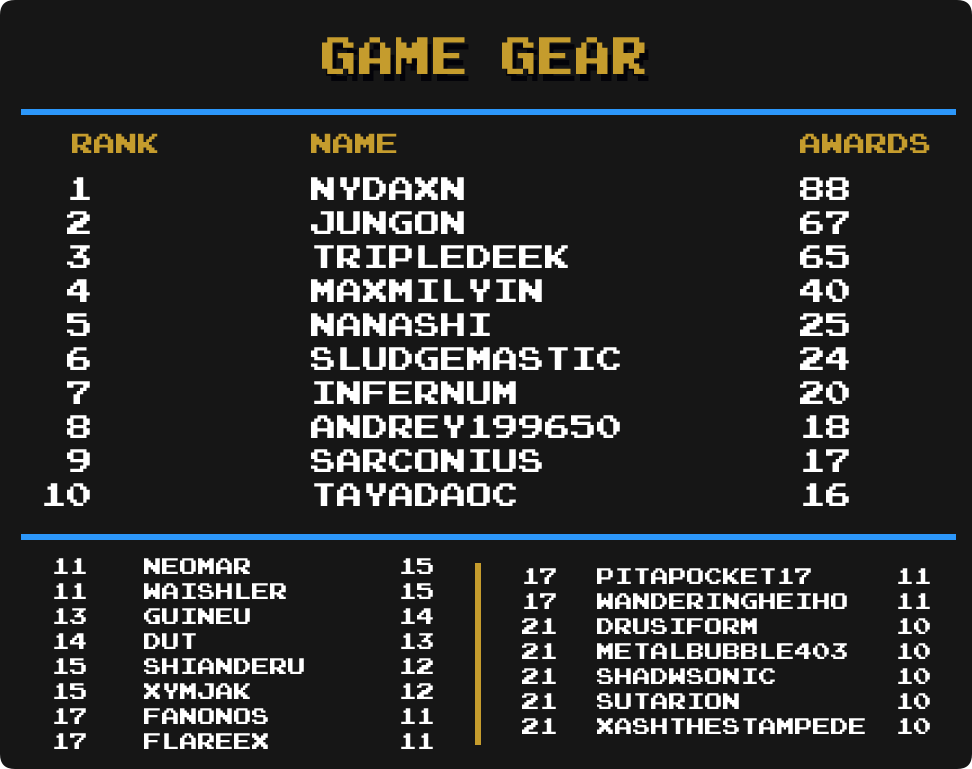 GAME GEAR
RANK NAME AWARDS
1 NYDAXN 88
2 JUNGON 67
3 TRIPLEDEEK 65
4 MAXMILYIN 40
5 NANASHI 25
6 SLUDGEMASTIC 24
7 INFERNUM 20
8 ANDREY199650 18
9 SARCONIUS 17
10 TAYADAOC 16
11 NEOMAR 15
11 WAISHLER 15
13 GUINEU 14
14 DUT 13
15 SHIANDERU 12
15 XYMJAK 12
17 FANONOS 11
17 FLAREEX 11
17 PITAPOCKET17 11
17 WANDERINGHEIHO 11
21 DRUSIFORM 10
21 METALBUBBLE403 10
21 SHADWSONIC 10
21 SUTARION 10
21 XASHTHESTAMPEDE 10